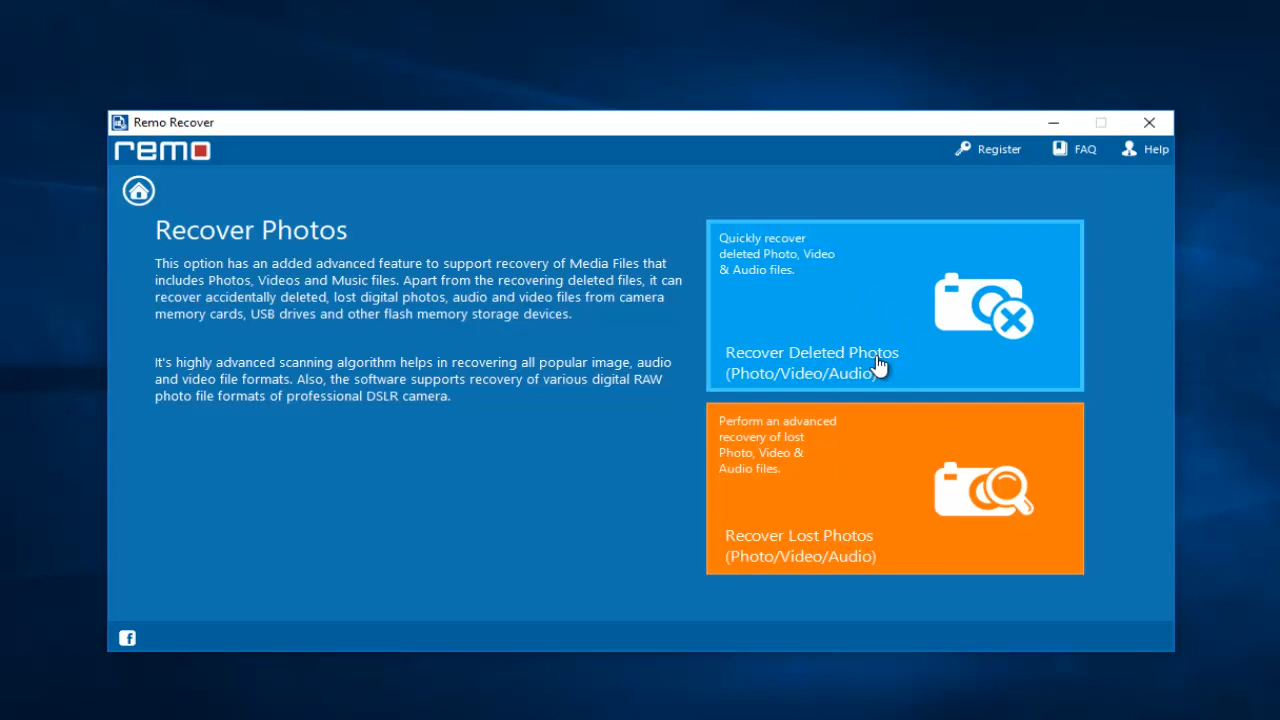 Remo Recover
remo
Register
FAQ
Help
Recover Photos
This option has an added advanced feature to support recovery of Media Files that
includes Photos, Videos and Music files. Apart from the recovering deleted files, it can
recover accidentally deleted, lost digital photos, audio and video files from camera
memory cards, USB drives and other flash memory storage devices.
It's highly advanced scanning algorithm helps in recovering all popular image, audio
and video file formats. Also, the software supports recovery of various digital RAW
photo file formats of professional DSLR camera.
Quickly recover
deleted Photo, Video
& Audio files.
Recover Deleted Photos
(Photo/Video/Audio)
Perform an advanced
recovery of lost
Photo, Video &
Audio files.
Recover Lost Photos
(Photo/Video/Audio)
f